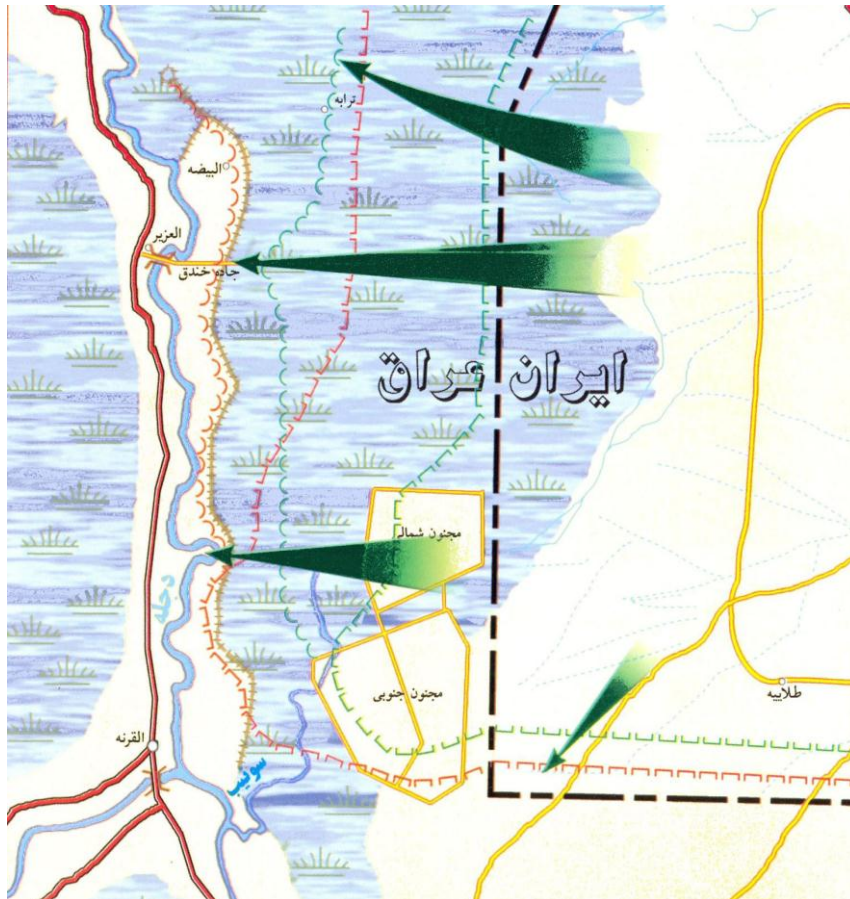 ترابه
البیضه
العزیر
جاده خندق
ایران
عراق
مجنون شمالی
دجله
مجنون جنوبی
طلاییه
القرنه
سوئیب